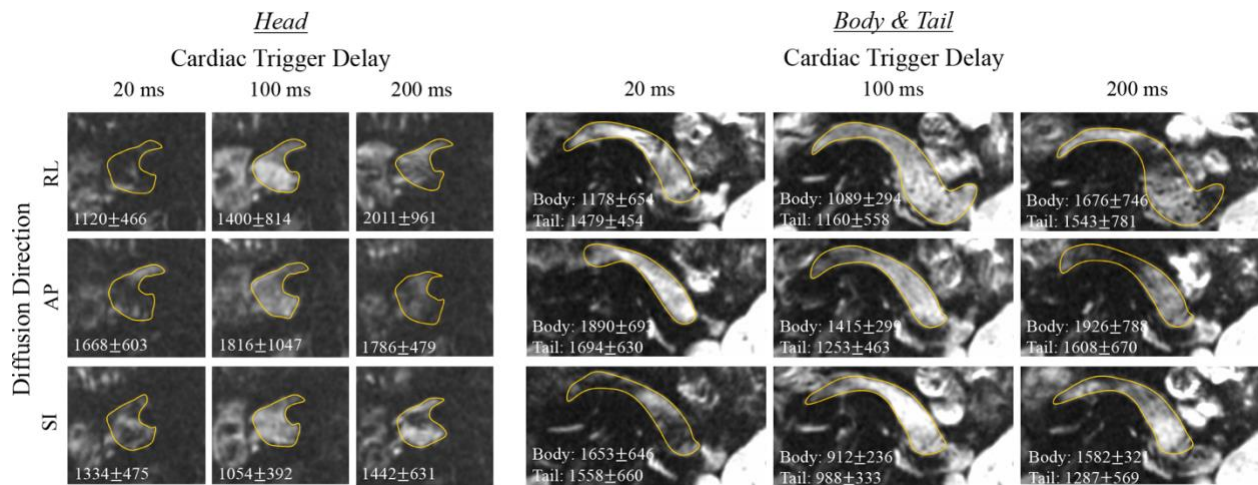 Head
Body & Tail
Cardiac Trigger Delay
Cardiac Trigger Delay
20 ms
100 ms
200 ms
20 ms
100 ms
200 ms
Diffusion Direction
RL
1120±466
1400±814
2011±961
Body: 1178±654
Tail: 1479±454
Body: 1089±294
Tail: 1160±558
Body: 1676±746
Tail: 1543±781
AP
1668±603
1816±1047
1786±479
Body: 1890±693
Tail: 1694±630
Body: 1415±299
Tail: 1253±463
Body: 1926±788
Tail: 1608±670
SI
1334±475
1054±392
1442±631
Body: 1653±646
Tail: 1558±660
Body: 912±236
Tail: 988±333
Body: 1582±321
Tail: 1287±569